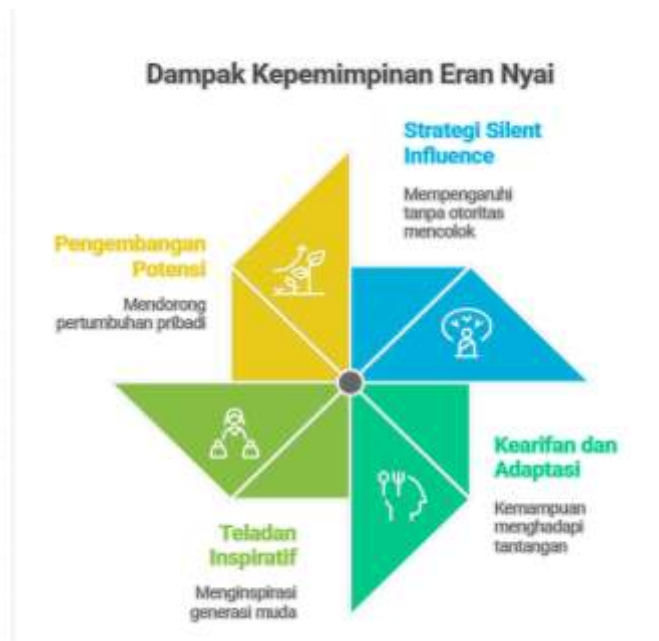 Dampak Kepemimpinan Eran Nyai
Strategi Silent
Influence
Mempengaruhi
tanpa otoritas
mencolok
Pengembangan
Potensi
Mendorong
pertumbuhan pribadi
Kearifan dan
Adaptasi
Kemampuan
menghadapi
tantangan
Teladan
Inspiratif
Menginspirasi
generasi muda